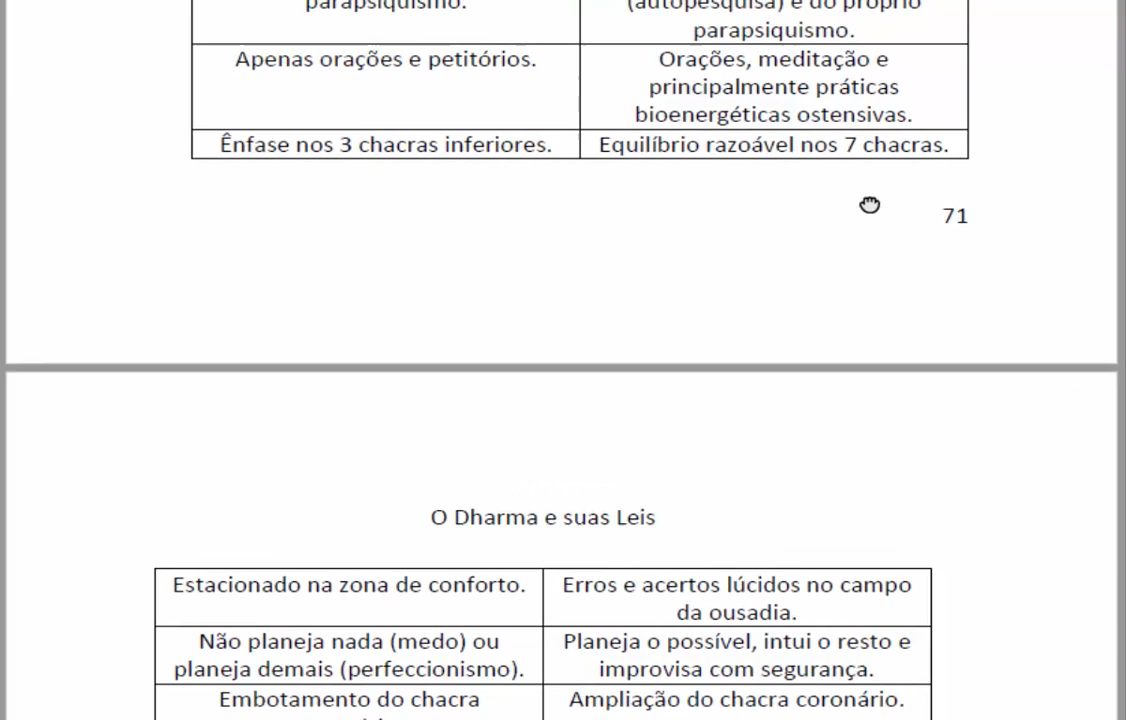 parapsiquismo.
(autopesquisa) e do próprio
parapsiquismo.
Apenas orações e petitórios.
Orações, meditação e
principalmente práticas
bioenergéticas ostensivas.
Ênfase nos 3 chacras inferiores.
Equilíbrio razoável nos 7 chacras.
71
O Dharma e suas Leis
Estacionado na zona de conforto.
Erros e acertos lúcidos no campo
da ousadia.
Não planeja nada (medo) ou
planeja demais (perfeccionismo).
Planeja o possível, intui o resto e
improvisa com segurança.
Embotamento do chacra
Ampliação do chacra coronário.